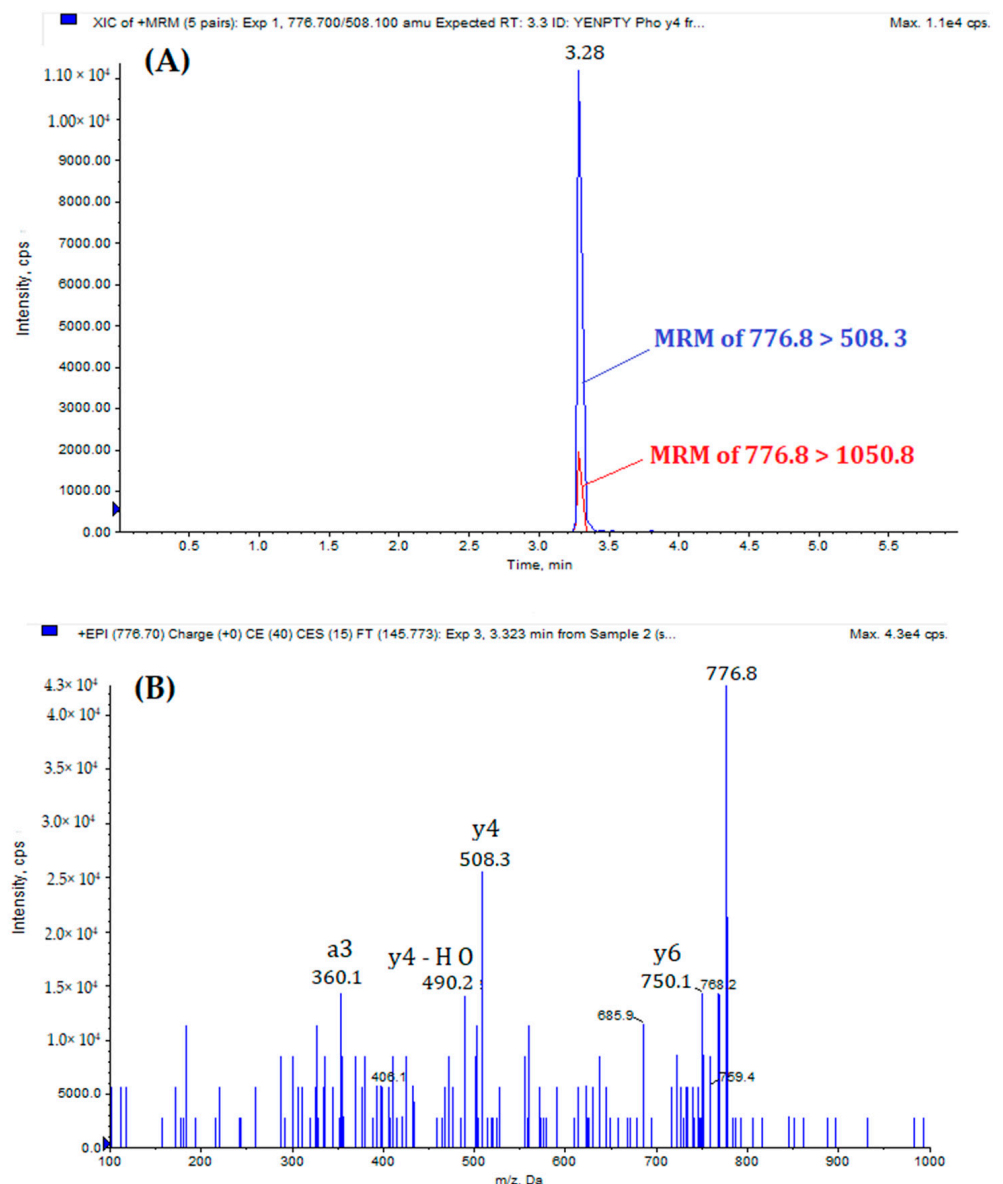 XIC of +MRM (5 pairs): Exp 1, 776.700/508.100 amu Expected RT: 3.3 ID: YENPTY Pho y4 fr... Max. 1.1e4 cps.
(A)
3.28
1.10 × 10⁴
1.00× 10⁴
9000.00
8000.00
7000.00
6000.00
5000.00
4000.00
3000.00
2000.00
1000.00
0.00
Intensity, cps
MRM of 776.8 > 508.3
MRM of 776.8 > 1050.8
0.5 1.0 1.5 2.0 2.5 3.0 3.5 4.0 4.5 5.0 5.5
Time, min
+EPI (776.70) Charge (+0) CE (40) CES (15) FT (145.773): Exp 3, 3.323 min from Sample 2 (s... Max. 4.3e4 cps.
(B)
776.8
4.3× 10⁴
4.0× 10⁴
3.5× 10⁴
3.0× 10⁴
2.5× 10⁴
2.0× 10⁴
1.5× 10⁴
1.0× 10⁴
5000.0
0.0
Intensity, cps
y4
508.3
a3
360.1
y4 - H O
490.2
y6
750.1
768.2
685.9
406.1
759.4
100 200 300 400 500 600 700 800 900 1000
m/z, Da